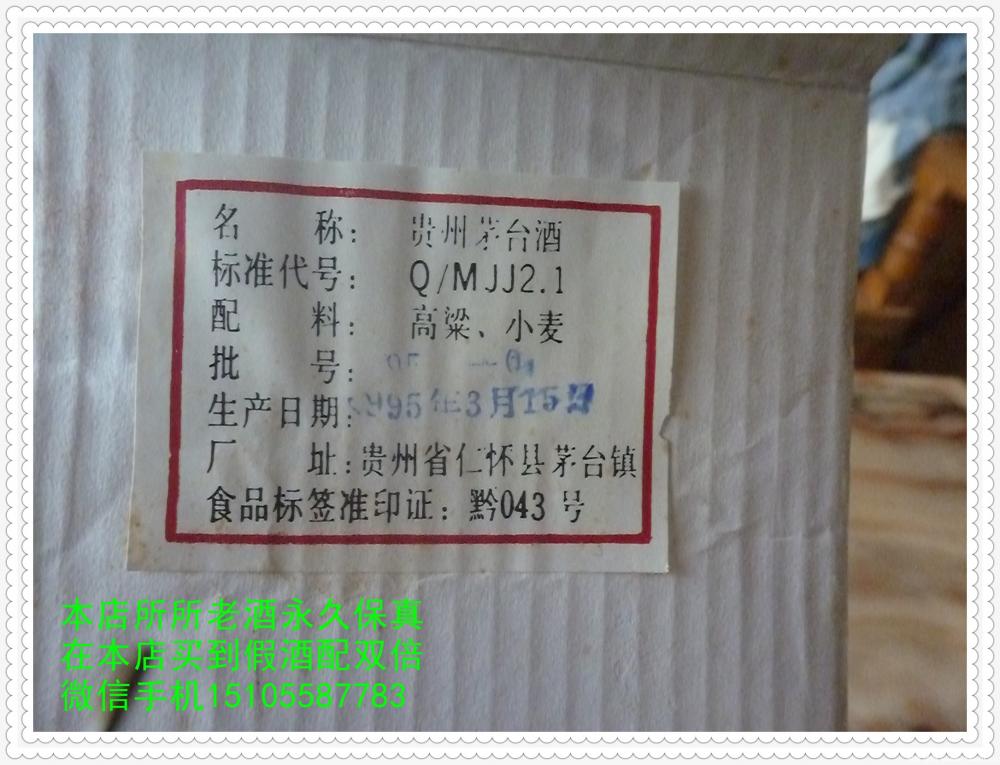 名 称: 贵州茅台酒
标准代号: Q/MJJ2.1
配 料: 高粱、小麦
批 号:
生产日期: 1995年3月15日
厂 址: 贵州省仁怀县茅台镇
食品标签准印证: 黔043号
本店所所老酒永久保真
在本店买到假酒配双倍
微信手机15105587783